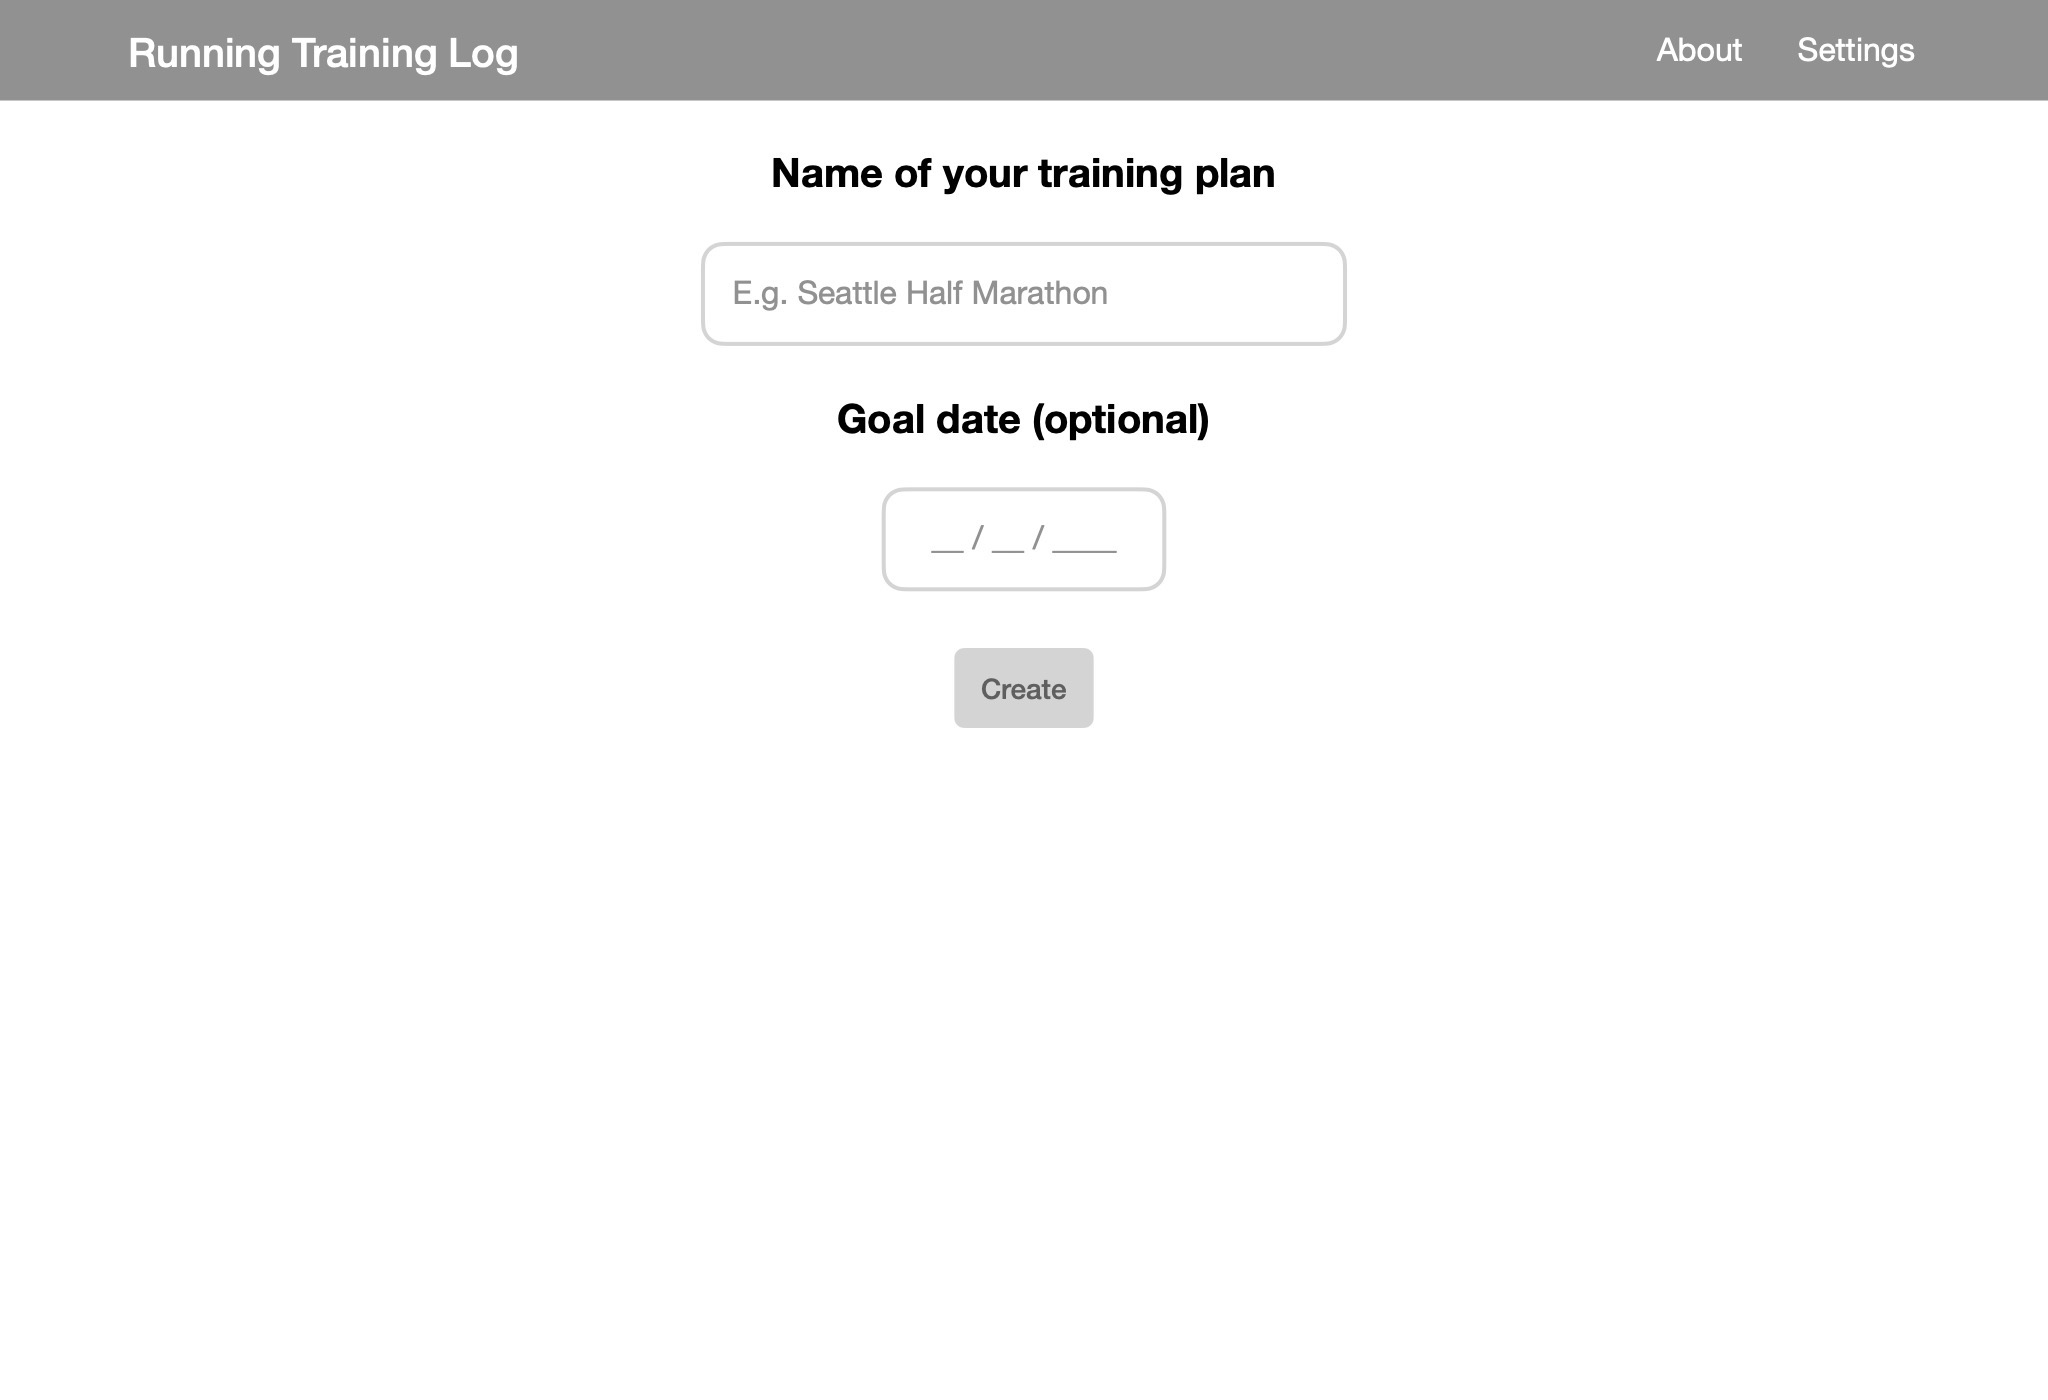 Running Training Log
About Settings
Name of your training plan
E.g. Seattle Half Marathon
Goal date (optional)
__ / __ / ____
Create